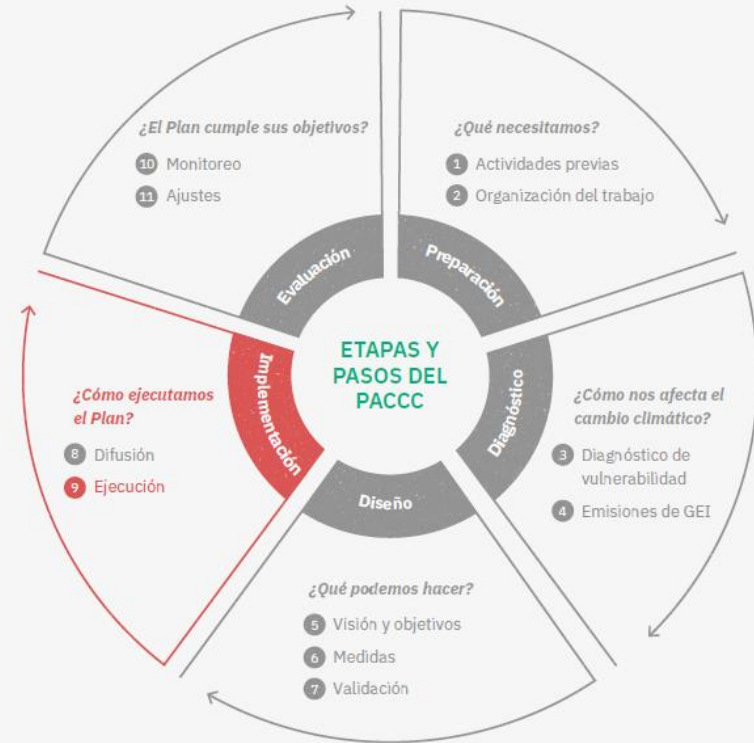 ETAPAS Y
PASOS DEL
PACCC
Preparación
¿Qué necesitamos?
1 Actividades previas
2 Organización del trabajo
Diagnóstico
¿Cómo nos afecta el
cambio climático?
3 Diagnóstico de
vulnerabilidad
4 Emisiones de GEI
Diseño
¿Qué podemos hacer?
5 Visión y objetivos
6 Medidas
7 Validación
Implementación
¿Cómo ejecutamos
el Plan?
8 Difusión
9 Ejecución
Evaluación
¿El Plan cumple sus objetivos?
10 Monitoreo
11 Ajustes